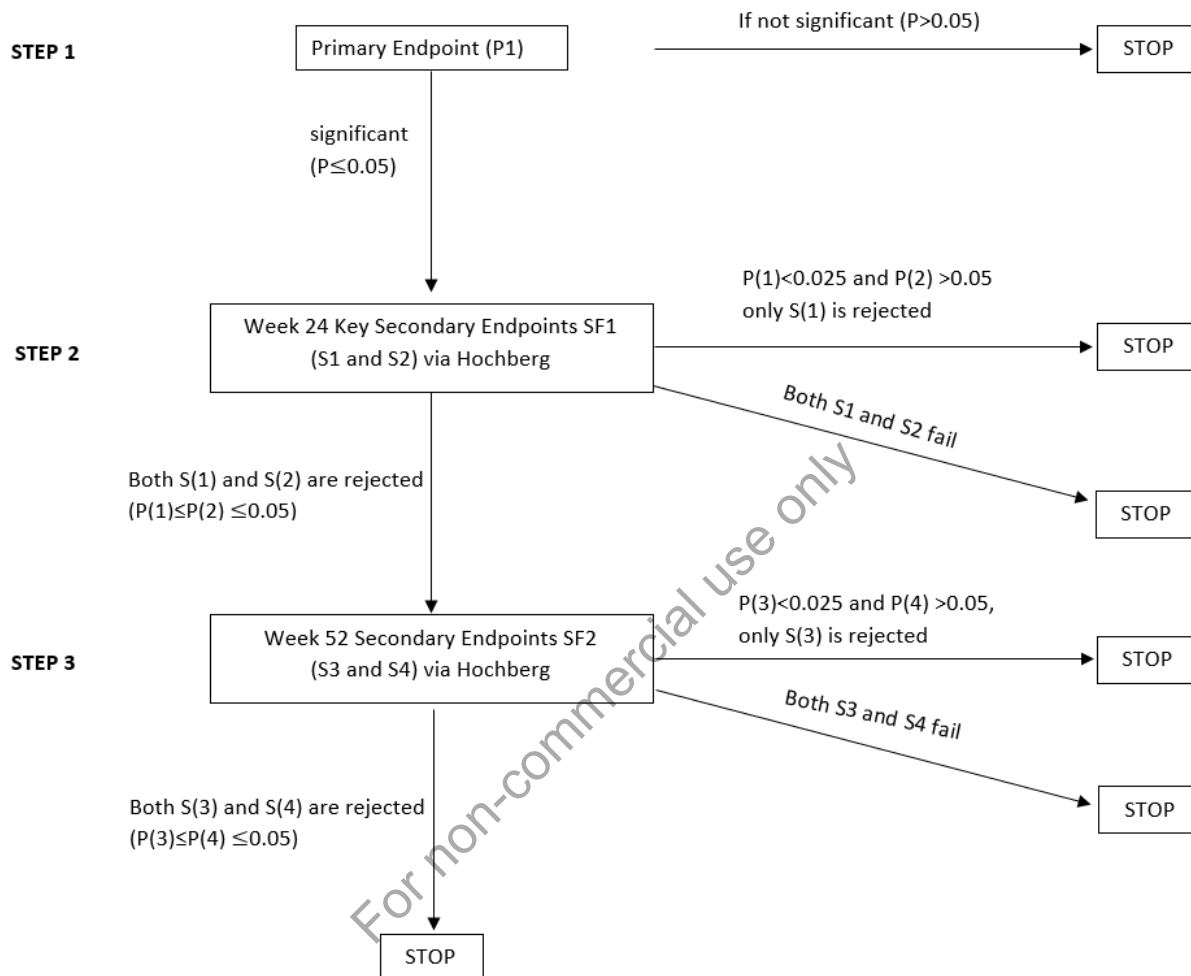 If not significant (P>0.05)
STEP 1
Primary Endpoint (P1)
STOP
significant
(P≤0.05)
P(1)<0.025 and P(2) >0.05
only S(1) is rejected
STEP 2
Week 24 Key Secondary Endpoints SF1
(S1 and S2) via Hochberg
STOP
Both S1 and S2 fail
Both S(1) and S(2) are rejected
(P(1)≤P(2) ≤0.05)
STOP
P(3)<0.025 and P(4) >0.05,
only S(3) is rejected
STEP 3
Week 52 Secondary Endpoints SF2
(S3 and S4) via Hochberg
STOP
Both S3 and S4 fail
Both S(3) and S(4) are rejected
(P(3)≤P(4) ≤0.05)
STOP
STOP
For non-commercial use only